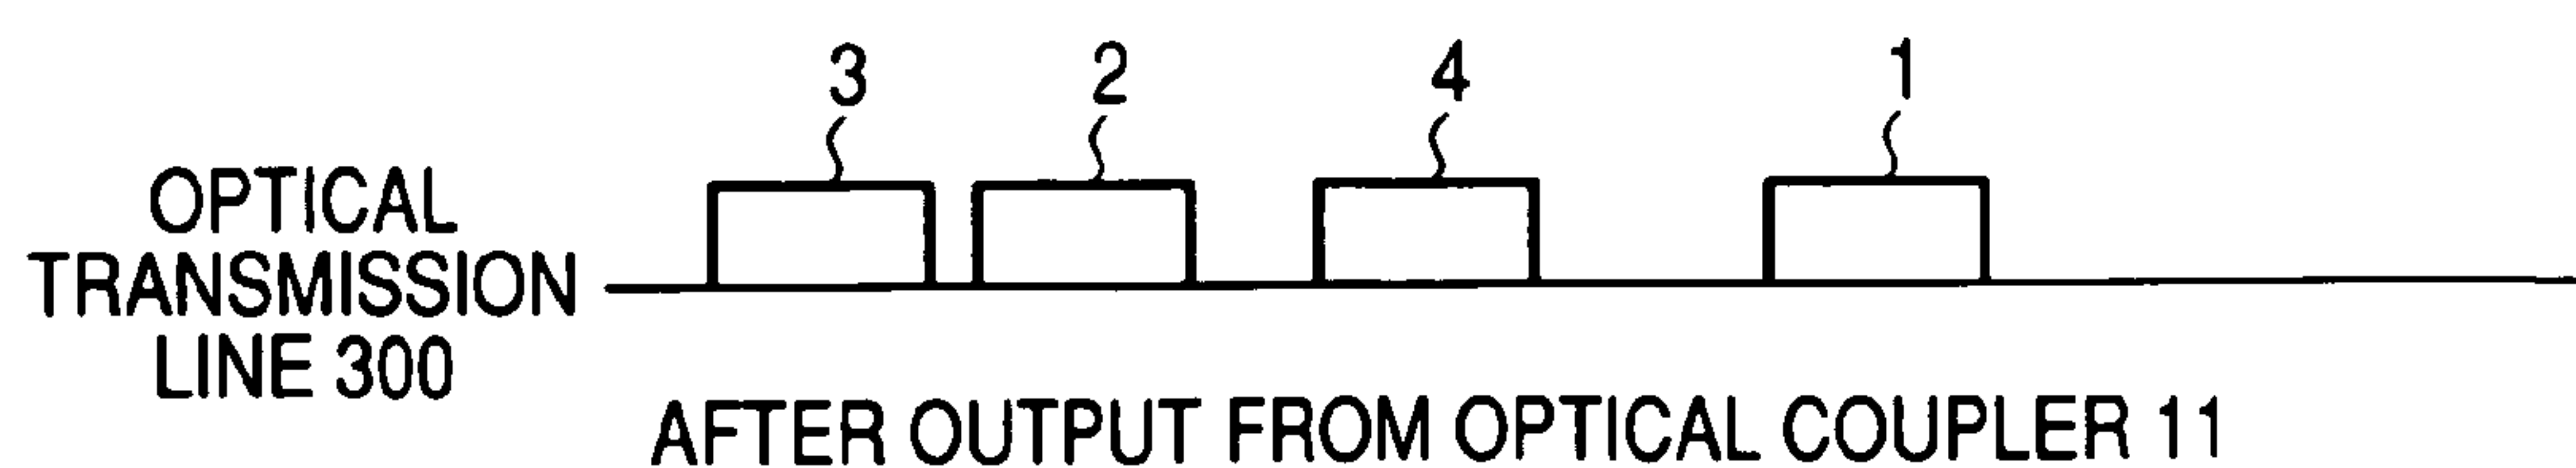 3 2 4 1
OPTICAL
TRANSMISSION
LINE 300
AFTER OUTPUT FROM OPTICAL COUPLER 11